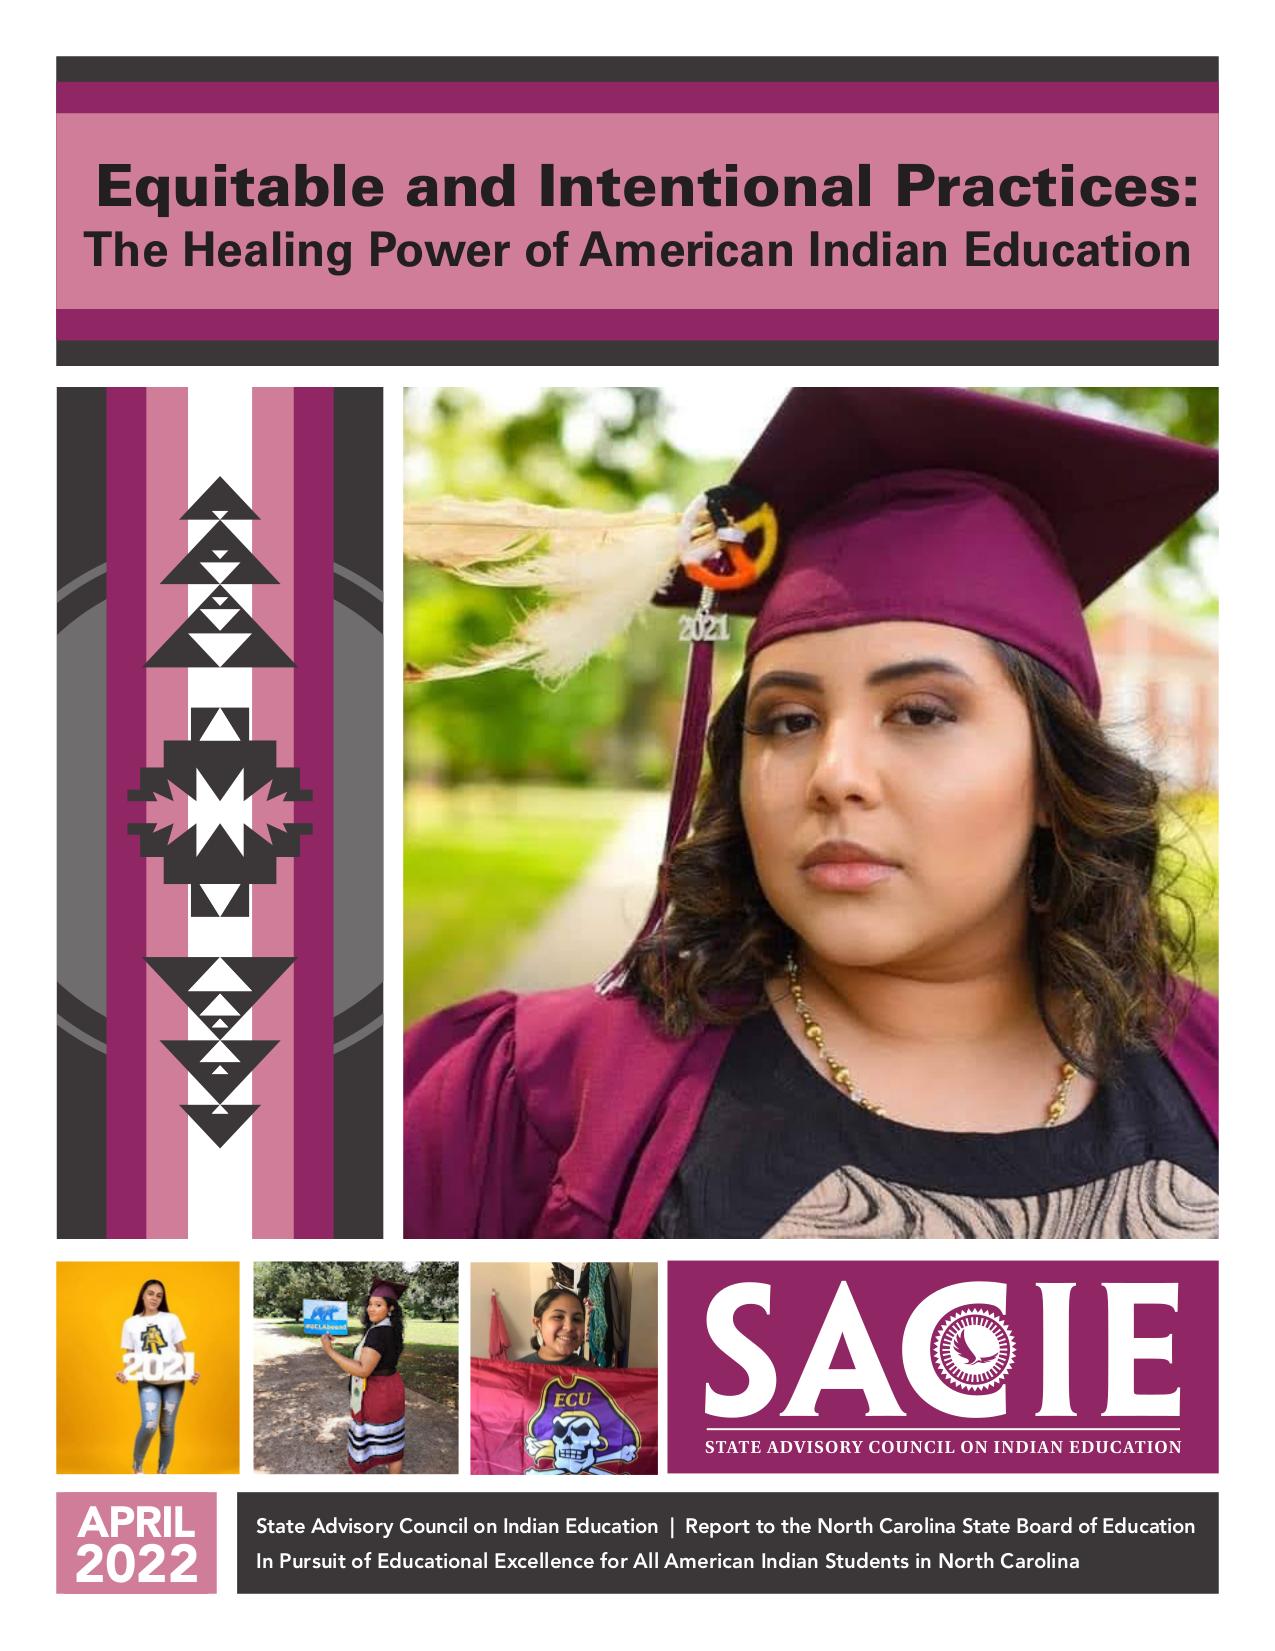 Equitable and Intentional Practices:
The Healing Power of American Indian Education
2021
2021
#UCLAbound
ECU
SACIE
STATE ADVISORY COUNCIL ON INDIAN EDUCATION
APRIL
2022
State Advisory Council on Indian Education | Report to the North Carolina State Board of Education
In Pursuit of Educational Excellence for All American Indian Students in North Carolina